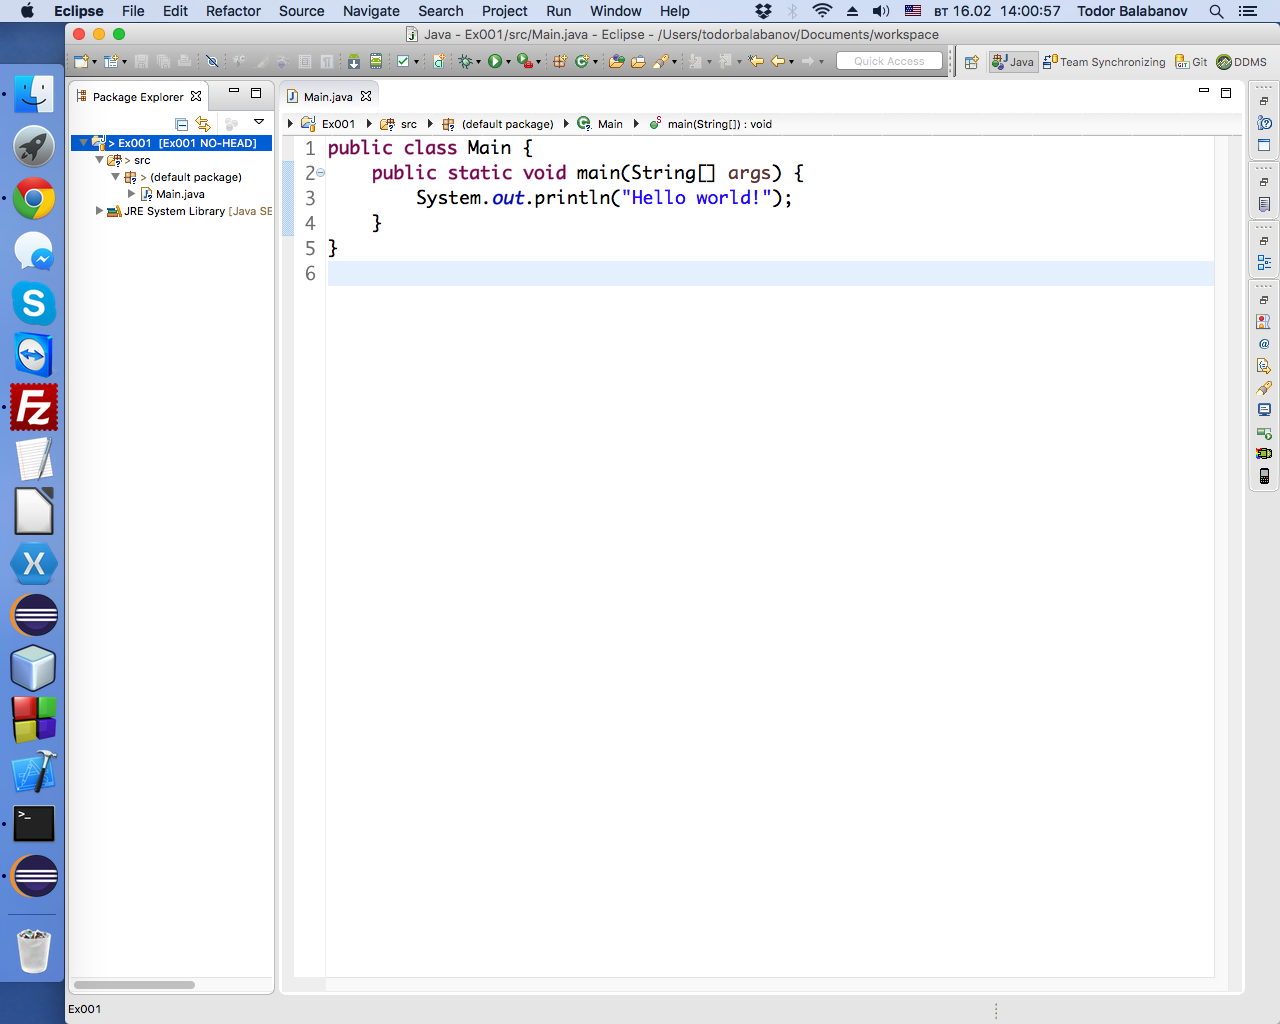 Eclipse File Edit Refactor Source Navigate Search Project Run Window Help вт 16.02 14:00:57 Todor Balabanov
Java - Ex001/src/Main.java - Eclipse - /Users/todorbalabanov/Documents/workspace
Quick Access Java Team Synchronizing Git DDMS
Package Explorer
Main.java
Ex001 src (default package) Main main(String[]) : void
> Ex001 [Ex001 NO-HEAD]
> src
> (default package)
Main.java
JRE System Library [Java SE
1 public class Main {
2 public static void main(String[] args) {
3 System.out.println("Hello world!");
4 }
5 }
6
Ex001